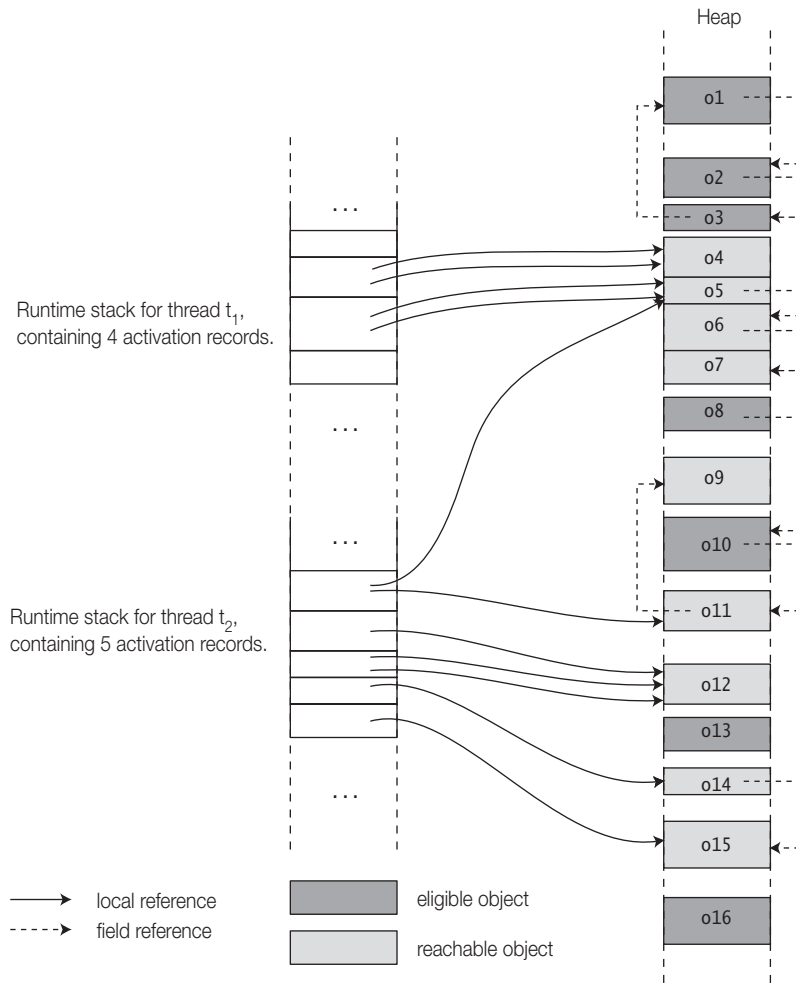 Heap
o1
o2
...
o3
o4
o5
Runtime stack for thread t1,
containing 4 activation records.
o6
o7
o8
...
o9
...
o10
Runtime stack for thread t2,
containing 5 activation records.
o11
o12
o13
o14
...
o15
local reference
field reference
eligible object
reachable object
o16